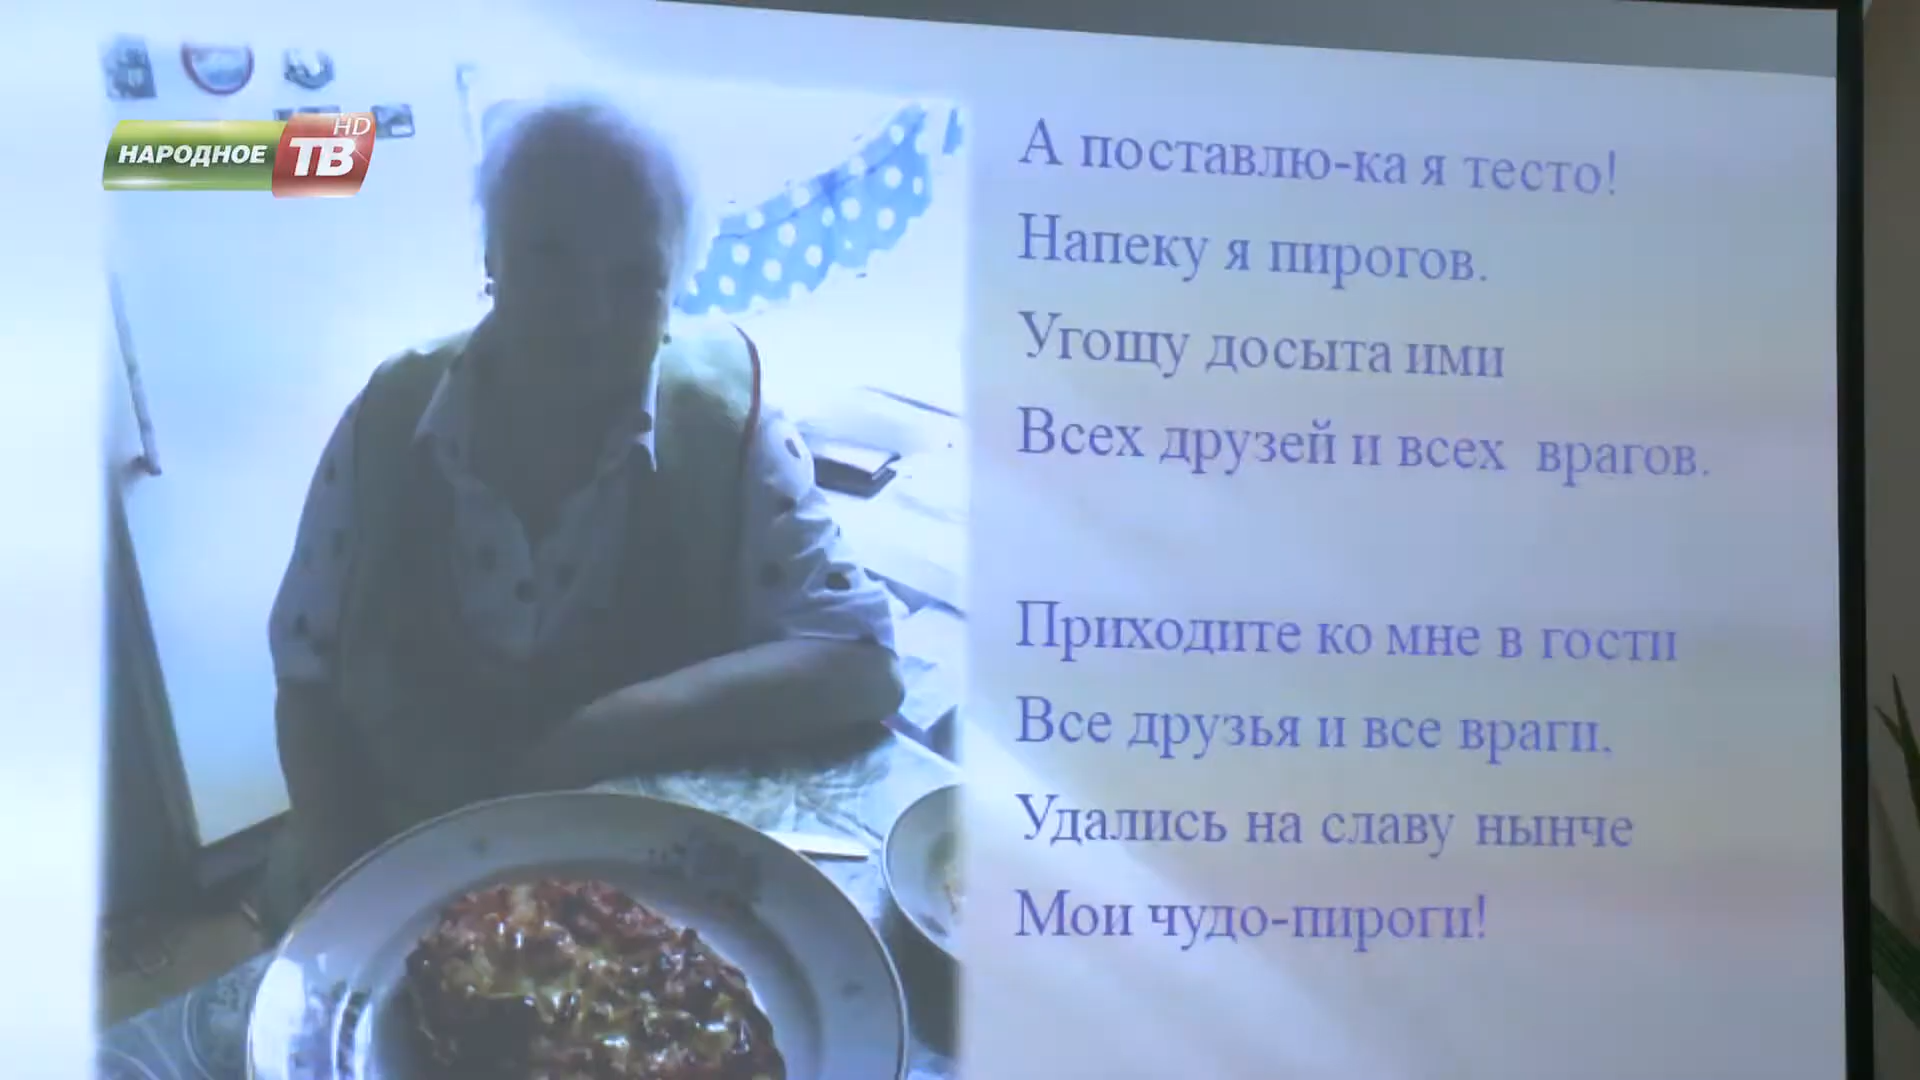 НАРОДНОЕ
ТВ HD
А поставлю-ка я тесто!
Напеку я пирогов.
Угощу досыта ими
Всех друзей и всех врагов.
Приходите ко мне в гости
Все друзья и все враги.
Удались на славу нынче
Мои чудо-пироги!